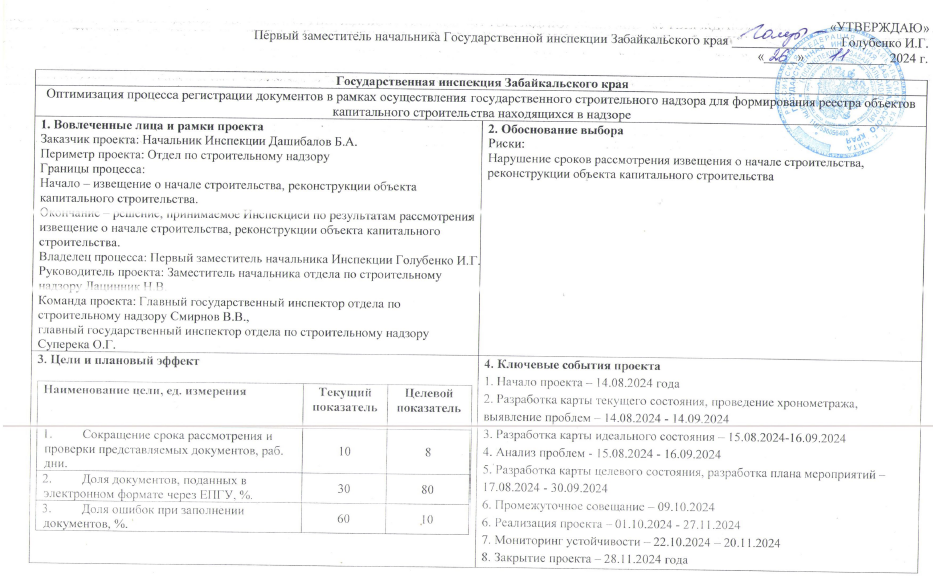 «УТВЕРЖДАЮ»
Первый заместитель начальника Государственной инспекции Забайкальского края Голубенко И.Г.
« 26 » 11 2024 г.
Государственная инспекция Забайкальского края
Оптимизация процесса регистрации документов в рамках осуществления государственного строительного надзора для формирования реестра объектов
капитального строительства находящихся в надзоре
1. Вовлеченные лица и рамки проекта
Заказчик проекта: Начальник Инспекции Дашибалов Б.А.
Периметр проекта: Отдел по строительному надзору
Границы процесса:
Начало – извещение о начале строительства, реконструкции объекта
капитального строительства.
Окончание – решение, принимаемое Инспекцией по результатам рассмотрения
извещение о начале строительства, реконструкции объекта капитального
строительства.
Владелец процесса: Первый заместитель начальника Инспекции Голубенко И.Г.
Руководитель проекта: Заместитель начальника отдела по строительному
надзору
Команда проекта: Главный государственный инспектор отдела по
строительному надзору Смирнов В.В.,
главный государственный инспектор отдела по строительному надзору
Суперека О.Г.
2. Обоснование выбора
Риски:
Нарушение сроков рассмотрения извещения о начале строительства,
реконструкции объекта капитального строительства
3. Цели и плановый эффект
Наименование цели, ед. измерения Текущий Целевой
показатель показатель
1. Сокращение срока рассмотрения и
проверки представляемых документов, раб. 10 8
дни.
2. Доля документов, поданных в
электронном формате через ЕПГУ, %. 30 80
3. Доля ошибок при заполнении
документов, %. 60 10
4. Ключевые события проекта
1. Начало проекта – 14.08.2024 года
2. Разработка карты текущего состояния, проведение хронометража,
выявление проблем – 14.08.2024 - 14.09.2024
3. Разработка карты идеального состояния – 15.08.2024-16.09.2024
4. Анализ проблем - 15.08.2024 - 16.09.2024
5. Разработка карты целевого состояния, разработка плана мероприятий –
17.08.2024 - 30.09.2024
6. Промежуточное совещание – 09.10.2024
6. Реализация проекта – 01.10.2024 - 27.11.2024
7. Мониторинг устойчивости – 22.10.2024 – 20.11.2024
8. Закрытие проекта – 28.11.2024 года